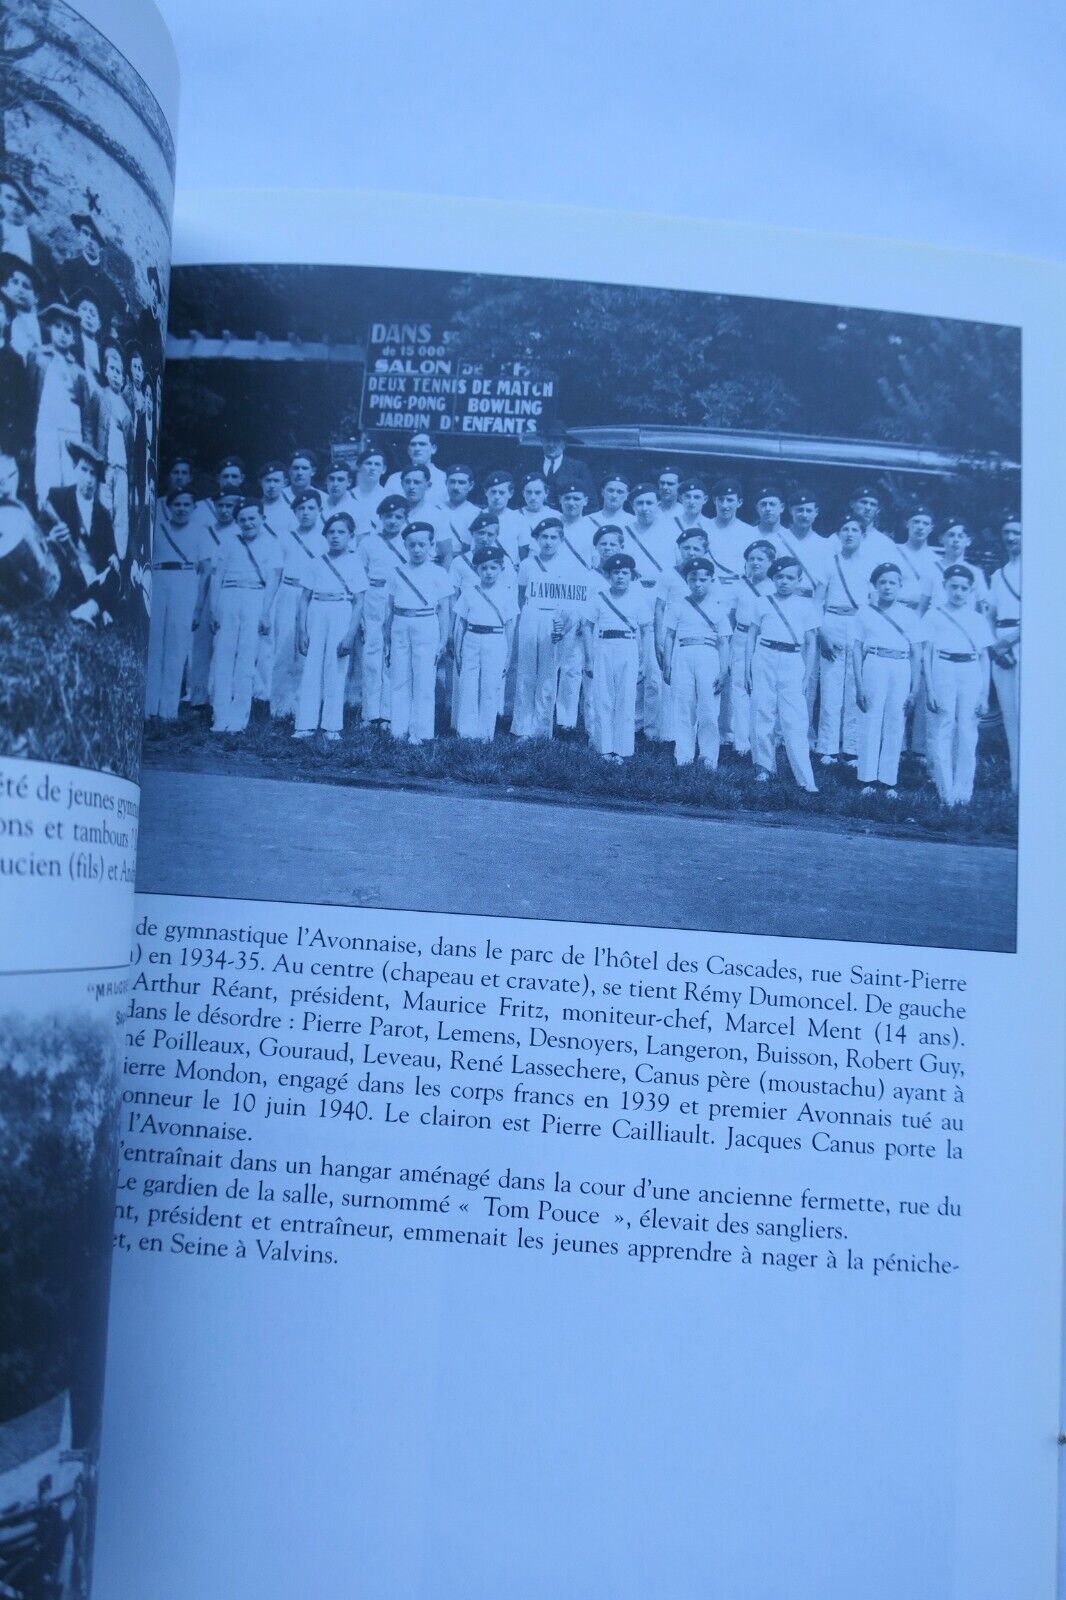 été de jeunes
ons et tambours
ucien (fils) et
"MALGRÉ
DANS
de 15 000
SALON DE
DEUX TENNIS DE MATCH
PING-PONG BOWLING
JARDIN D'ENFANTS
L'AVONNAISE
de gymnastique l'Avonnaise, dans le parc de l'hôtel des Cascades, rue Saint-Pierre
) en 1934-35. Au centre (chapeau et cravate), se tient Rémy Dumoncel. De gauche
Arthur Réant, président, Maurice Fritz, moniteur-chef, Marcel Ment (14 ans).
dans le désordre : Pierre Parot, Lemens, Desnoyers, Langeron, Buisson, Robert Guy,
né Poilleaux, Gouraud, Leveau, René Lassechere, Canus père (moustachu) ayant à
ierre Mondon, engagé dans les corps francs en 1939 et premier Avonnais tué au
onneur le 10 juin 1940. Le clairon est Pierre Cailliault. Jacques Canus porte la
l'Avonnaise.
'entraînait dans un hangar aménagé dans la cour d'une ancienne fermette, rue du
Le gardien de la salle, surnommé « Tom Pouce », élevait des sangliers.
nt, président et entraîneur, emmenait les jeunes apprendre à nager à la péniche-
et, en Seine à Valvins.